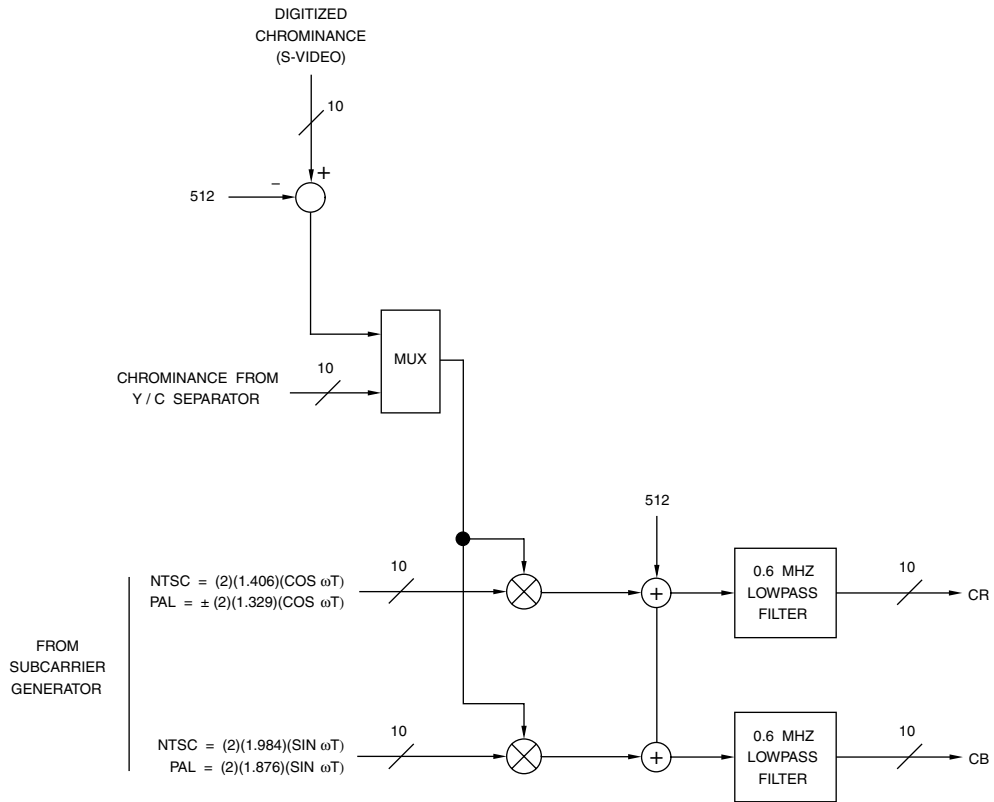 DIGITIZED
CHROMINANCE
(S-VIDEO)
10
+
–
512
MUX
10
CHROMINANCE FROM
Y / C SEPARATOR
512
NTSC = (2)(1.406)(COS ωT)
PAL = ± (2)(1.329)(COS ωT)
10
+
0.6 MHZ
LOWPASS
FILTER
10
CR
FROM
SUBCARRIER
GENERATOR
NTSC = (2)(1.984)(SIN ωT)
PAL = (2)(1.876)(SIN ωT)
10
+
0.6 MHZ
LOWPASS
FILTER
10
CB